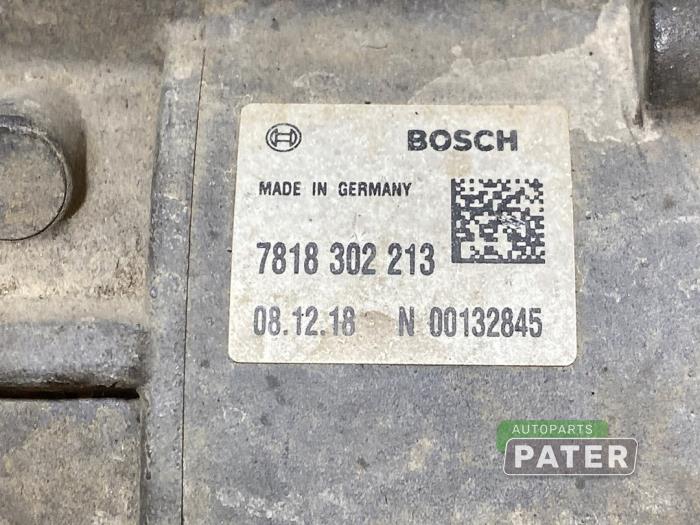 BOSCH
MADE IN GERMANY
7818 302 213
08.12.18 N 00132845
AUTOPARTS
PATER